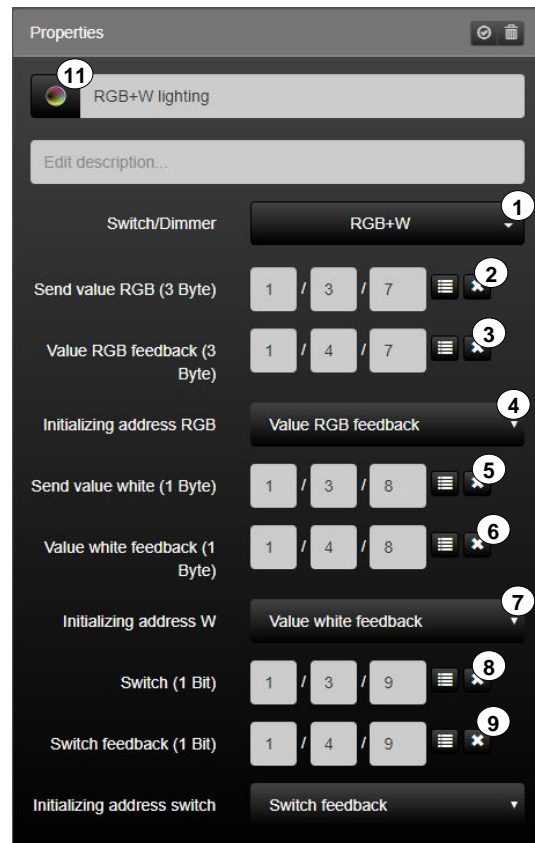 Properties
11
RGB+W lighting
Edit description...
1
Switch/Dimmer RGB+W
2
Send value RGB (3 Byte) 1 / 3 / 7
3
Value RGB feedback (3 1 / 4 / 7
Byte)
4
Initializing address RGB Value RGB feedback
5
Send value white (1 Byte) 1 / 3 / 8
6
Value white feedback (1 1 / 4 / 8
Byte)
7
Initializing address W Value white feedback
8
Switch (1 Bit) 1 / 3 / 9
9
Switch feedback (1 Bit) 1 / 4 / 9
Initializing address switch Switch feedback